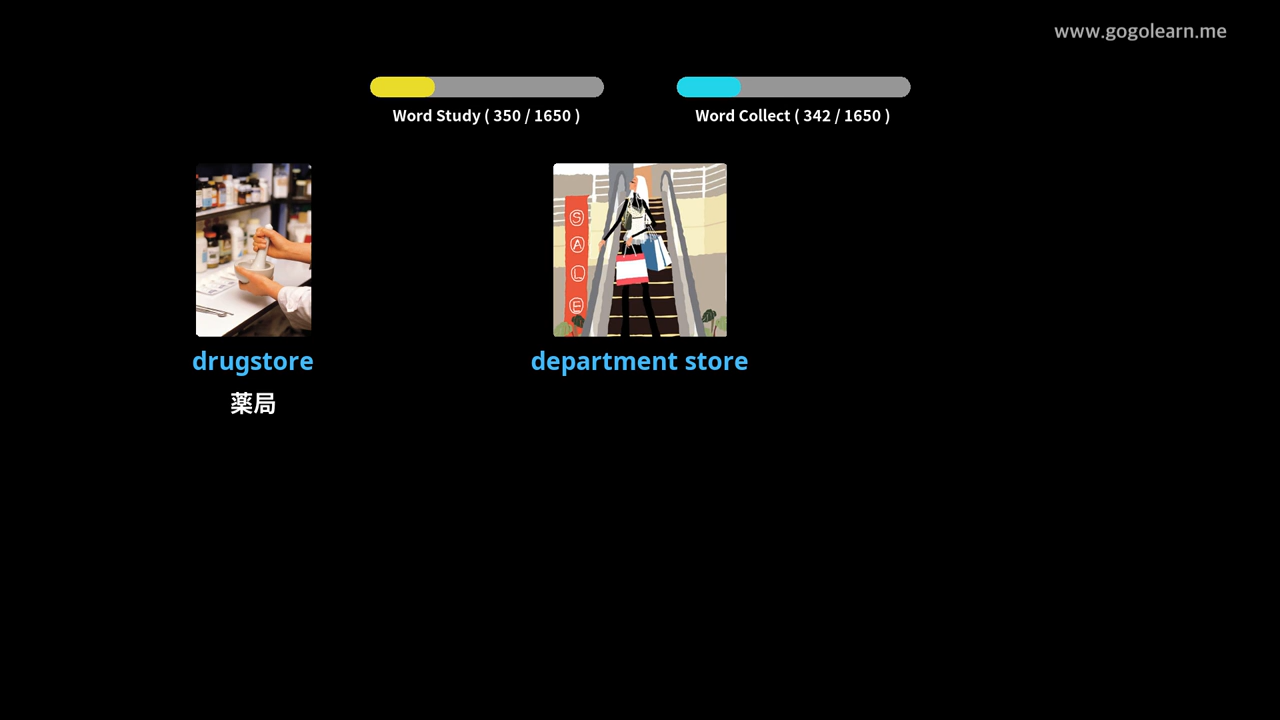 www.gogolearn.me
Word Study ( 350 / 1650 )
Word Collect ( 342 / 1650 )
SALE
drugstore
department store
薬局